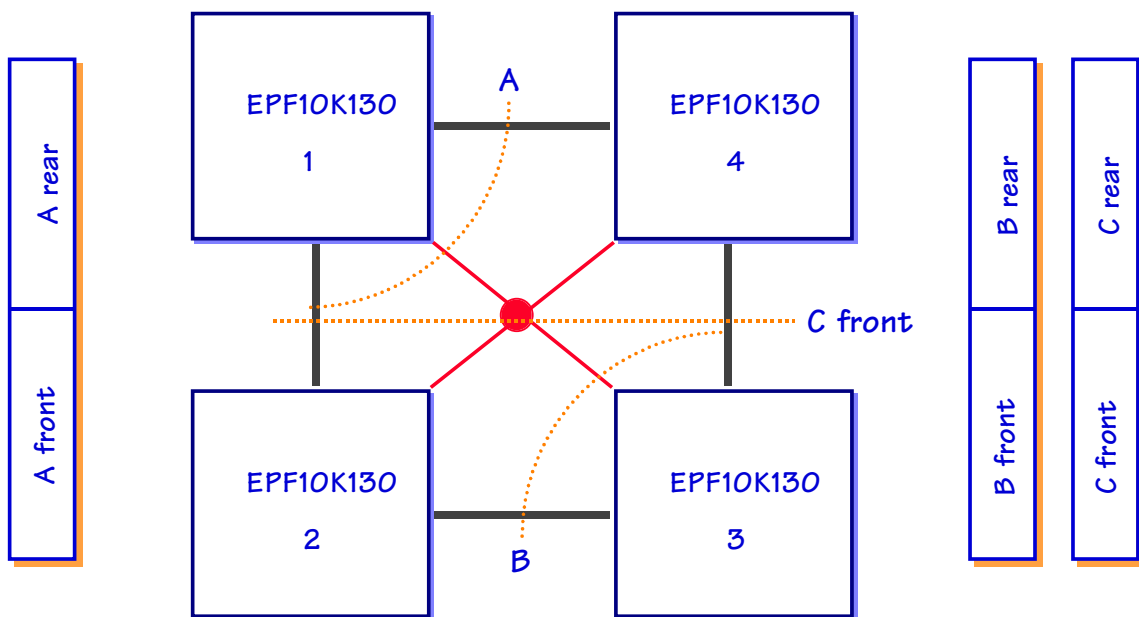 A rear
A front
EPF10K130
1
A
EPF10K130
4
C front
EPF10K130
2
B
EPF10K130
3
B rear
B front
C rear
C front